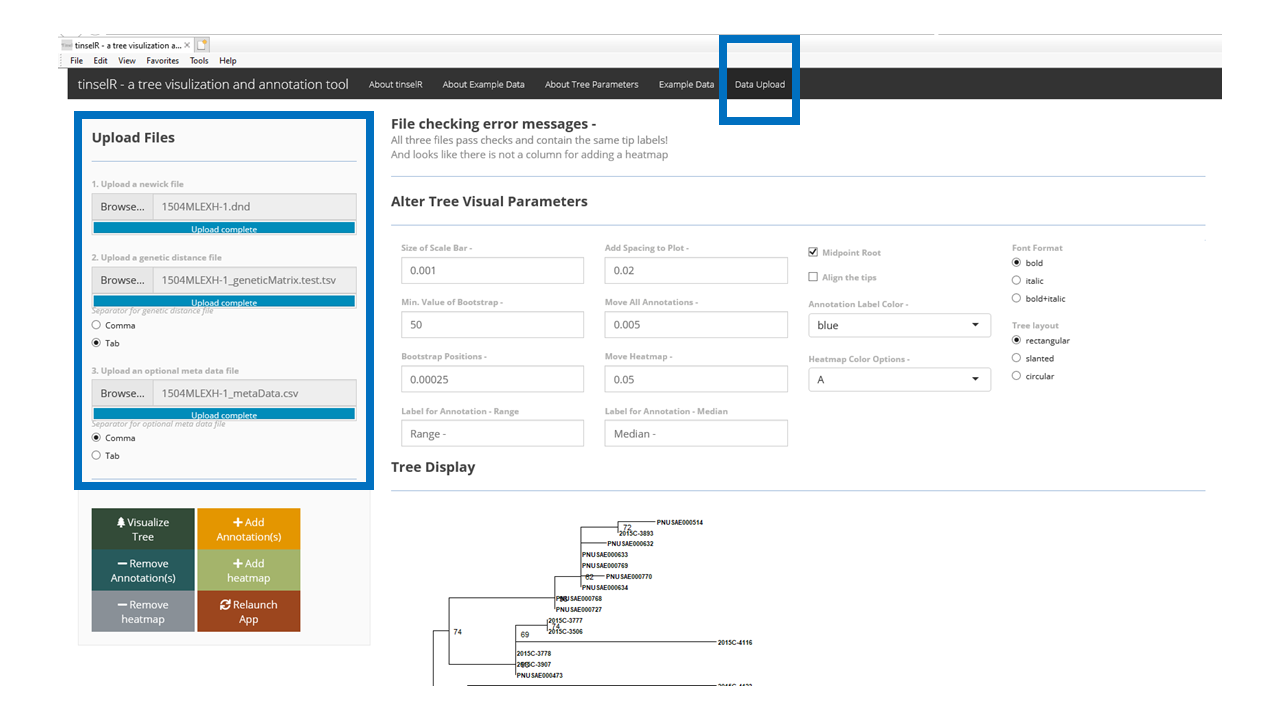 tinselR - a tree visulization a...
File Edit View Favorites Tools Help
tinselR - a tree visulization and annotation tool
About tinselR About Example Data About Tree Parameters Example Data Data Upload
Upload Files
1. Upload a newick file
Browse... 1504MLEXH-1.dnd
Upload complete
2. Upload a genetic distance file
Browse... 1504MLEXH-1_geneticMatrix.test.tsv
Upload complete
Separator for genetic distance file
Comma
Tab
3. Upload an optional meta data file
Browse... 1504MLEXH-1_metaData.csv
Upload complete
Separator for optional meta data file
Comma
Tab
Visualize
Tree
Add
Annotation(s)
Remove
Annotation(s)
Add
heatmap
Remove
heatmap
Relaunch
App
File checking error messages -
All three files pass checks and contain the same tip labels!
And looks like there is not a column for adding a heatmap
Alter Tree Visual Parameters
Size of Scale Bar -
0.001
Min. Value of Bootstrap -
50
Bootstrap Positions -
0.00025
Label for Annotation - Range
Range -
Add Spacing to Plot -
0.02
Move All Annotations -
0.005
Move Heatmap -
0.05
Label for Annotation - Median
Median -
Midpoint Root
Align the tips
Annotation Label Color -
blue
Heatmap Color Options -
A
Font Format
bold
italic
bold+italic
Tree layout
rectangular
slanted
circular
Tree Display
PNUSAE000514
72
2015C-3893
PNUSAE000632
PNUSAE000633
PNUSAE000769
82 PNUSAE000770
PNUSAE000634
PNUSAE000768
PNUSAE000727
2015C-3777
74
2015C-3506
74
69
2015C-4116
2015C-3778
2015C-3907
PNUSAE000473